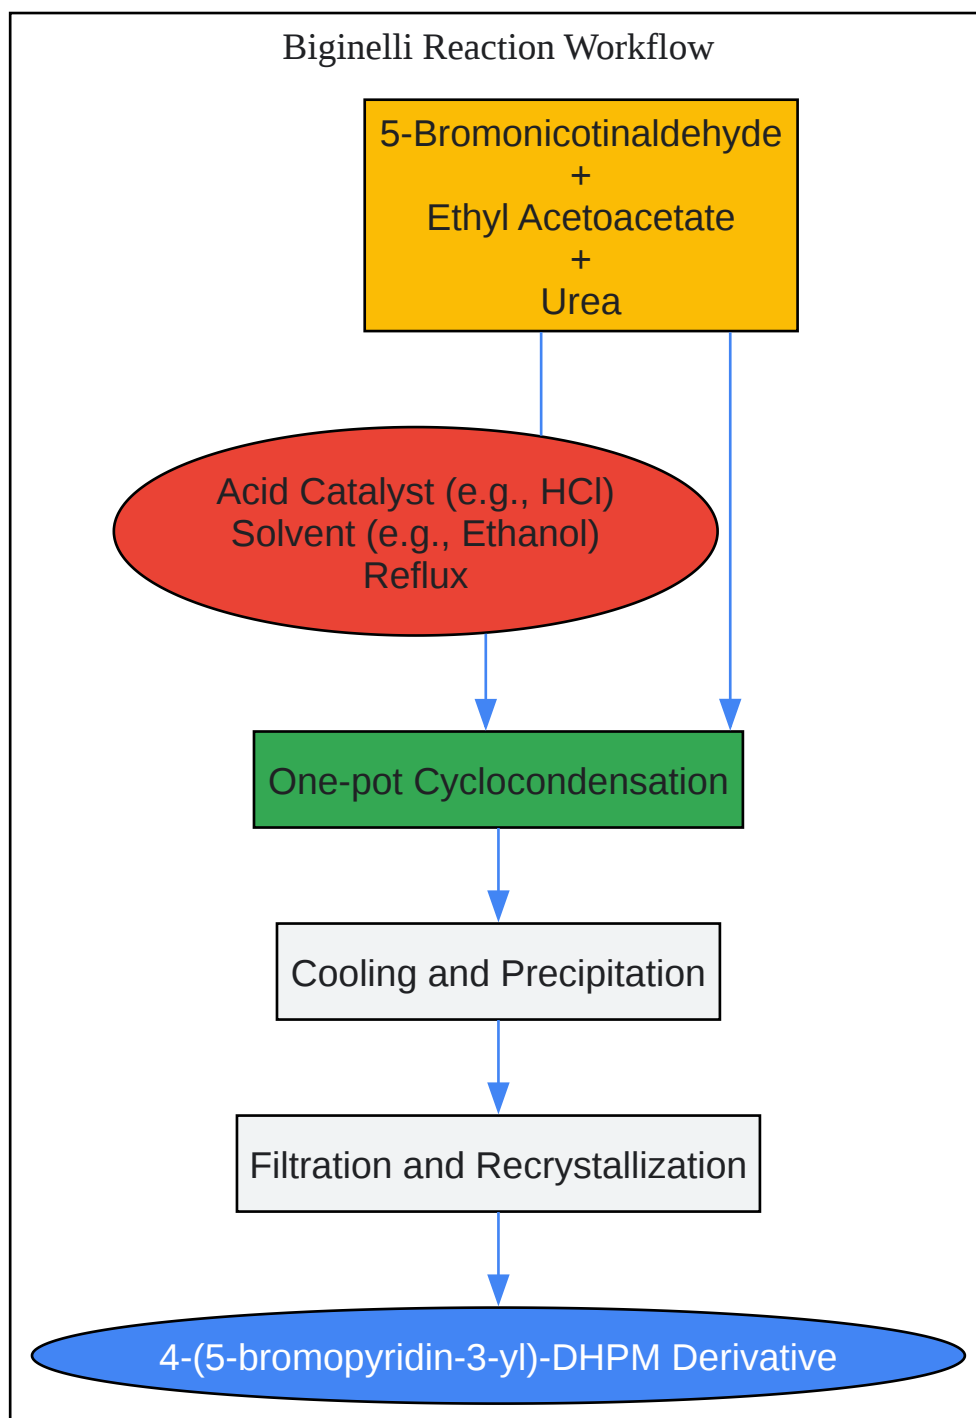 Biginelli Reaction Workflow
5-Bromonicotinaldehyde
+
Ethyl Acetoacetate
+
Urea
Acid Catalyst (e.g., HCl)
Solvent (e.g., Ethanol)
Reflux
One-pot Cyclocondensation
Cooling and Precipitation
Filtration and Recrystallization
4-(5-bromopyridin-3-yl)-DHPM Derivative